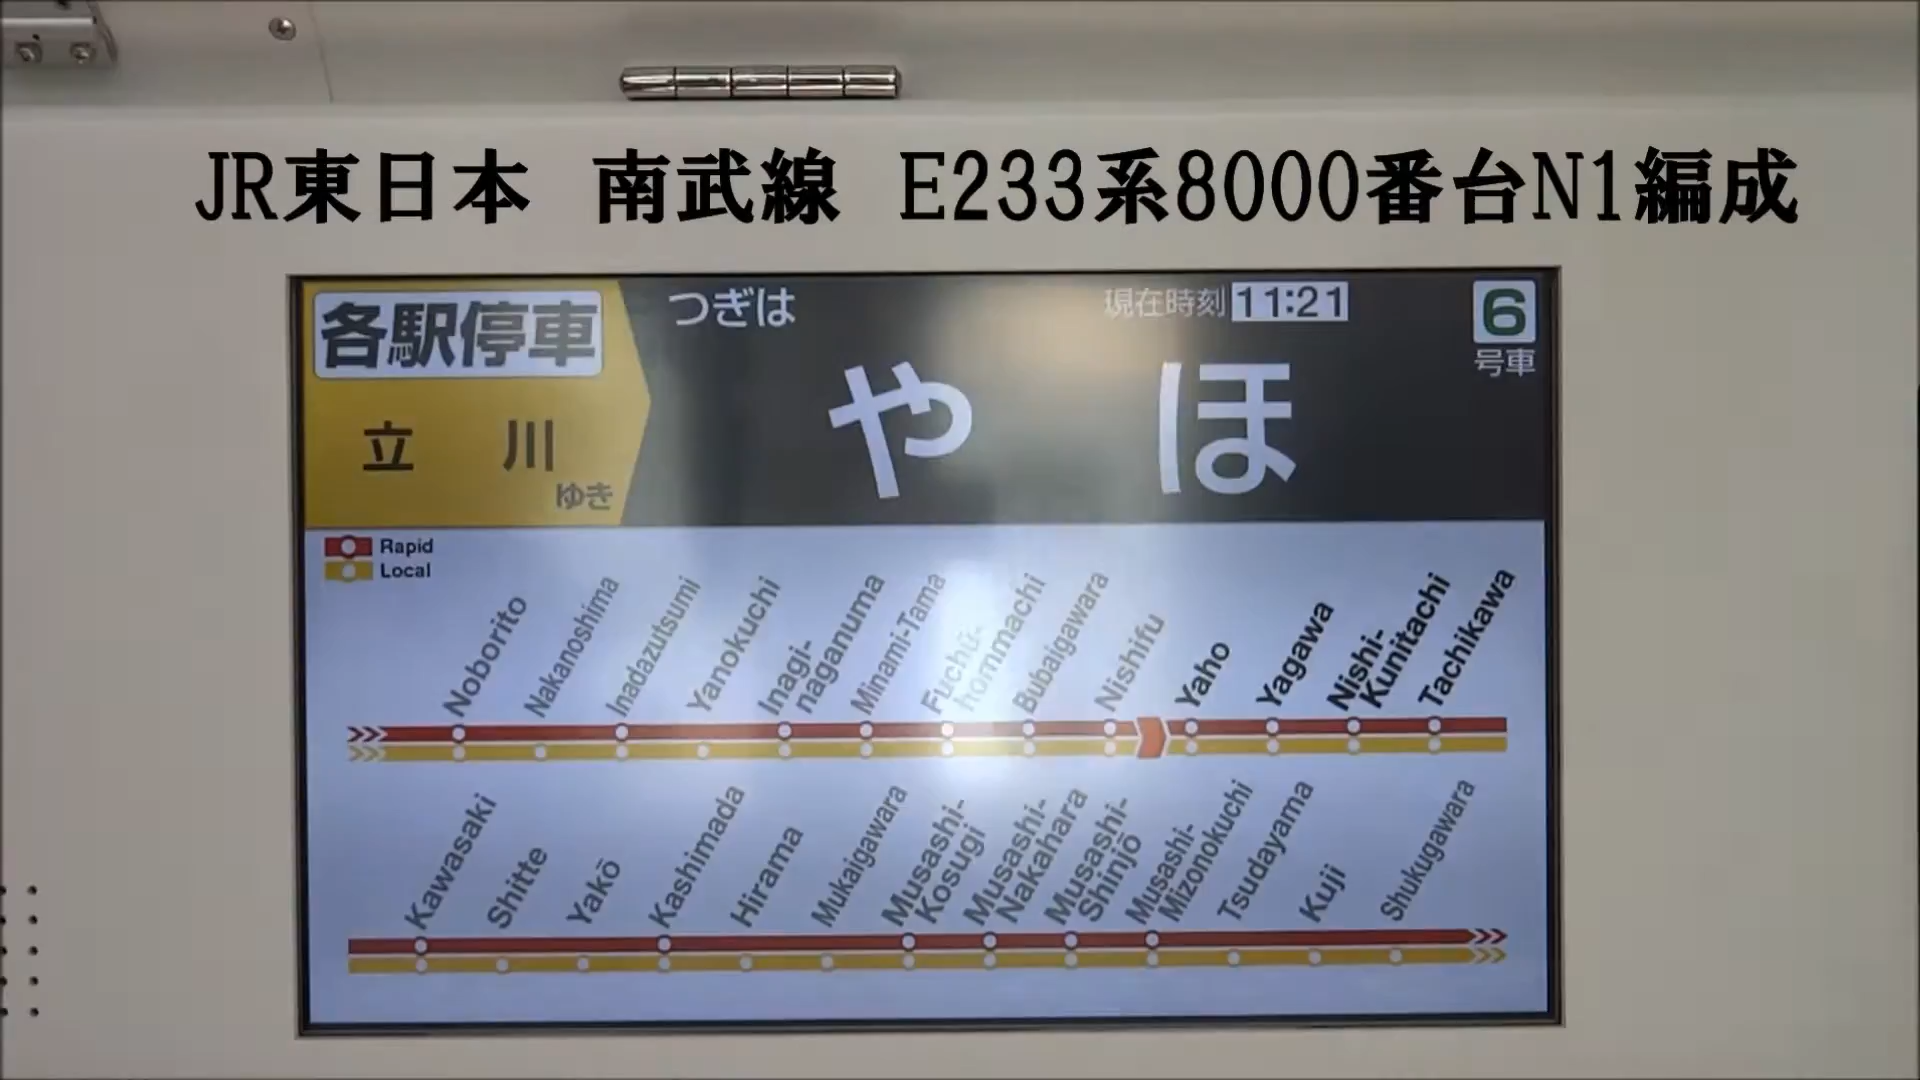 JR東日本 南武線 E233系8000番台N1編成
各駅停車
立川
ゆき
つぎは
現在時刻 11:21
6
号車
やほ
Rapid
Local
Noborito
Nakanoshima
Inadazutsumi
Yanokuchi
Inagi-
naganuma
Minami-Tama
Fuchū-
hommachi
Bubaigawara
Nishifu
Yaho
Yagawa
Nishi-
Kunitachi
Tachikawa
Kawasaki
Shitte
Yakō
Kashimada
Hirama
Mukaigawara
Musashi-
Kosugi
Musashi-
Nakahara
Musashi-
Shinjō
Musashi-
Mizonokuchi
Tsudayama
Kuji
Shukugawara